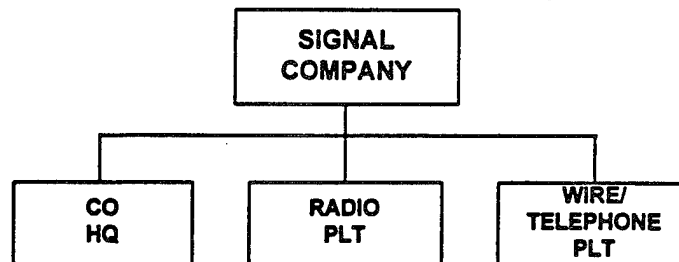 SIGNAL
COMPANY
CO
HQ
RADIO
PLT
WIRE/
TELEPHONE
PLT